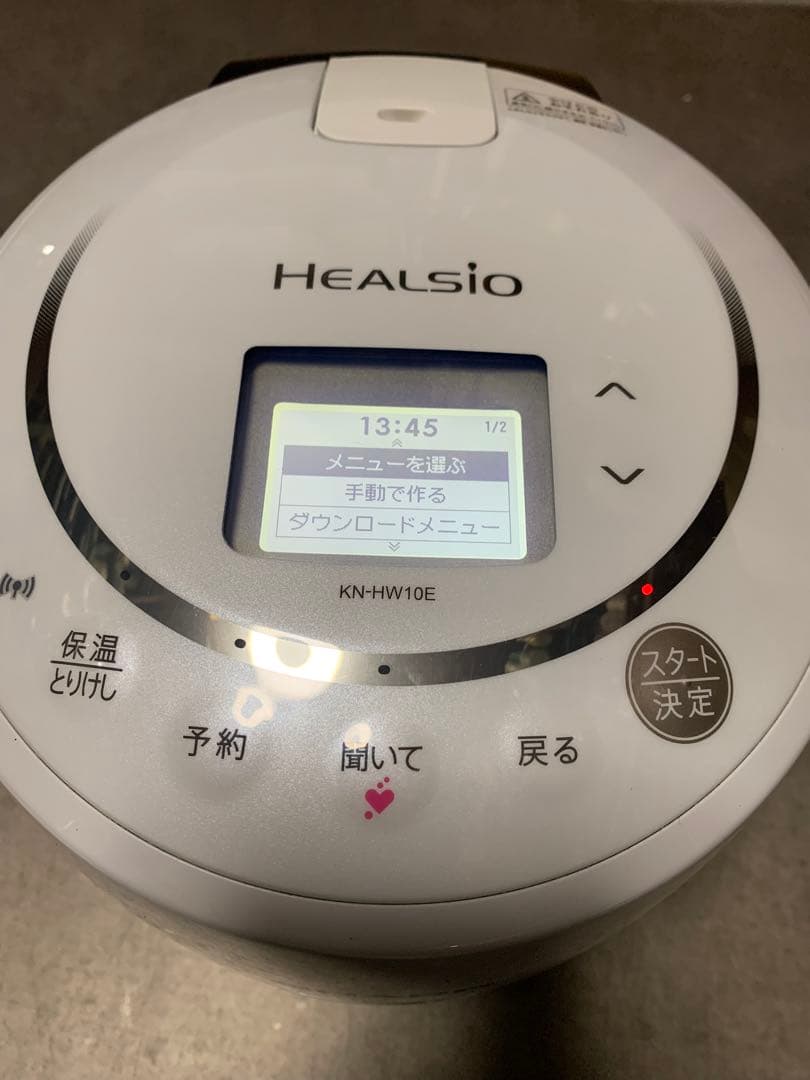 HEALSIO
13:45 1/2
メニューを選ぶ
手動で作る
ダウンロードメニュー
KN-HW10E
保温
とりけし
予約
聞いて
戻る
スタート
決定